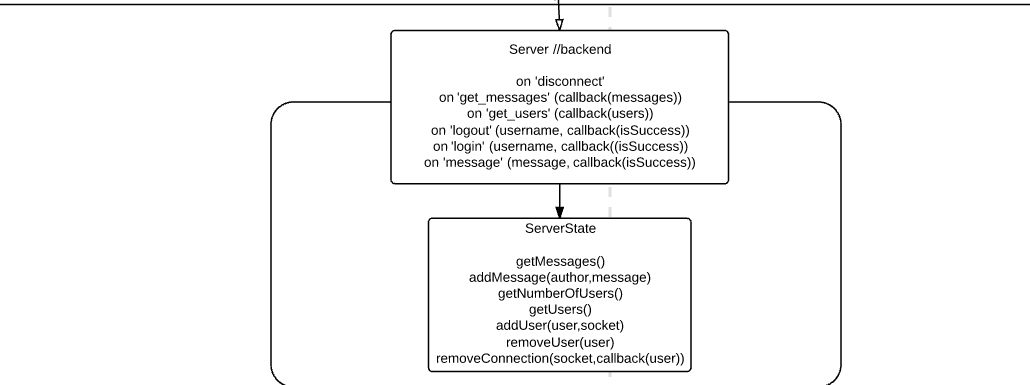 Server //backend
on 'disconnect'
on 'get_messages' (callback(messages))
on 'get_users' (callback(users))
on 'logout' (username, callback(isSuccess))
on 'login' (username, callback((isSuccess))
on 'message' (message, callback(isSuccess))
ServerState
getMessages()
addMessage(author,message)
getNumberOfUsers()
getUsers()
addUser(user,socket)
removeUser(user)
removeConnection(socket,callback(user))